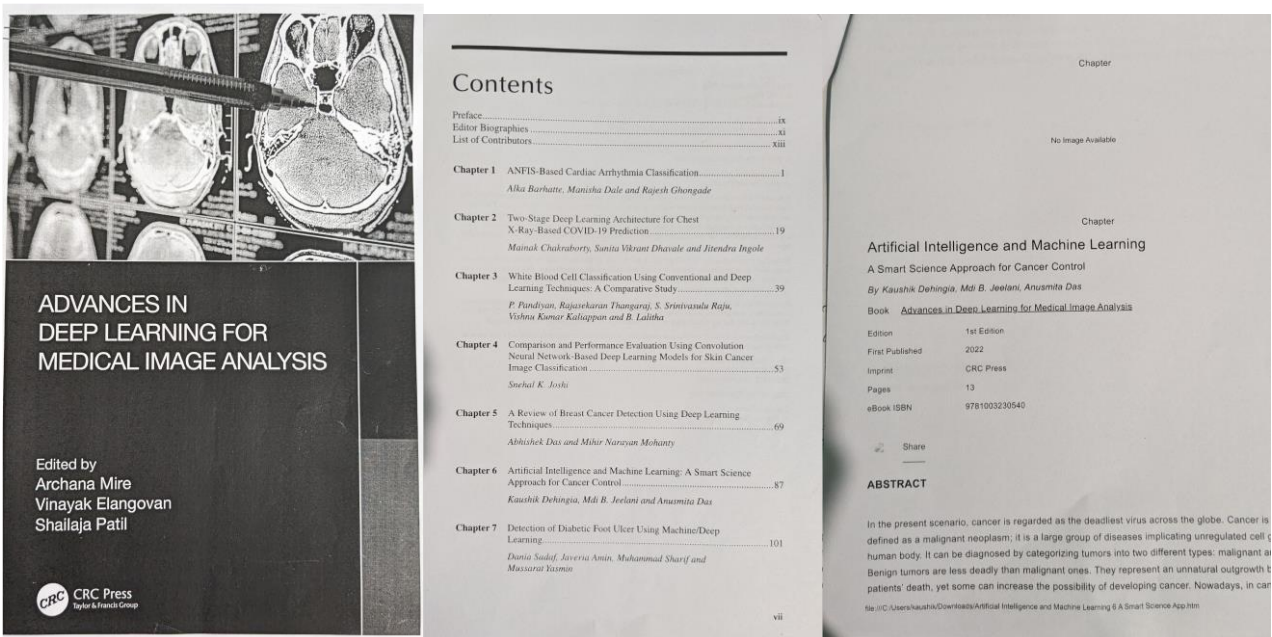 ADVANCES IN
DEEP LEARNING FOR
MEDICAL IMAGE ANALYSIS
Edited by
Archana Mire
Vinayak Elangovan
Shailaja Patil
CRC CRC Press
Taylor & Francis Group
Contents
Preface ix
Editor Biographies xi
List of Contributors xiii
Chapter 1 ANFIS-Based Cardiac Arrhythmia Classification 1
Alka Barhatte, Manisha Dale and Rajesh Ghongade
Chapter 2 Two-Stage Deep Learning Architecture for Chest
X-Ray-Based COVID-19 Prediction 19
Mainak Chakraborty, Sunita Vikrant Dhavale and Jitendra Ingole
Chapter 3 White Blood Cell Classification Using Conventional and Deep
Learning Techniques: A Comparative Study 39
P. Pandiyan, Rajasekaran Thangaraj, S. Srinivasulu Raju,
Vishnu Kumar Kaliappan and B. Lalitha
Chapter 4 Comparison and Performance Evaluation Using Convolution
Neural Network-Based Deep Learning Models for Skin Cancer
Image Classification 53
Snehal K. Joshi
Chapter 5 A Review of Breast Cancer Detection Using Deep Learning
Techniques 69
Abhishek Das and Mihir Narayan Mohanty
Chapter 6 Artificial Intelligence and Machine Learning: A Smart Science
Approach for Cancer Control 87
Kaushik Dehingia, Mdi B. Jeelani and Anusmita Das
Chapter 7 Detection of Diabetic Foot Ulcer Using Machine/Deep
Learning 101
Dania Sadaf, Javeria Amin, Muhammad Sharif and
Mussarat Yasmin
vii
Chapter
No Image Available
Chapter
Artificial Intelligence and Machine Learning
A Smart Science Approach for Cancer Control
By Kaushik Dehingia, Mdi B. Jeelani, Anusmita Das
Book Advances in Deep Learning for Medical Image Analysis
Edition 1st Edition
First Published 2022
Imprint CRC Press
Pages 13
eBook ISBN 9781003230540
Share
ABSTRACT
In the present scenario, cancer is regarded as the deadliest virus across the globe. Cancer is
defined as a malignant neoplasm; it is a large group of diseases implicating unregulated cell
human body. It can be diagnosed by categorizing tumors into two different types: malignant
Benign tumors are less deadly than malignant ones. They represent an unnatural outgrowth
patients' death, yet some can increase the possibility of developing cancer. Nowadays, in
file:///C:/Users/kaushik/Downloads/Artificial Intelligence and Machine Learning 6 A Smart Science App.htm